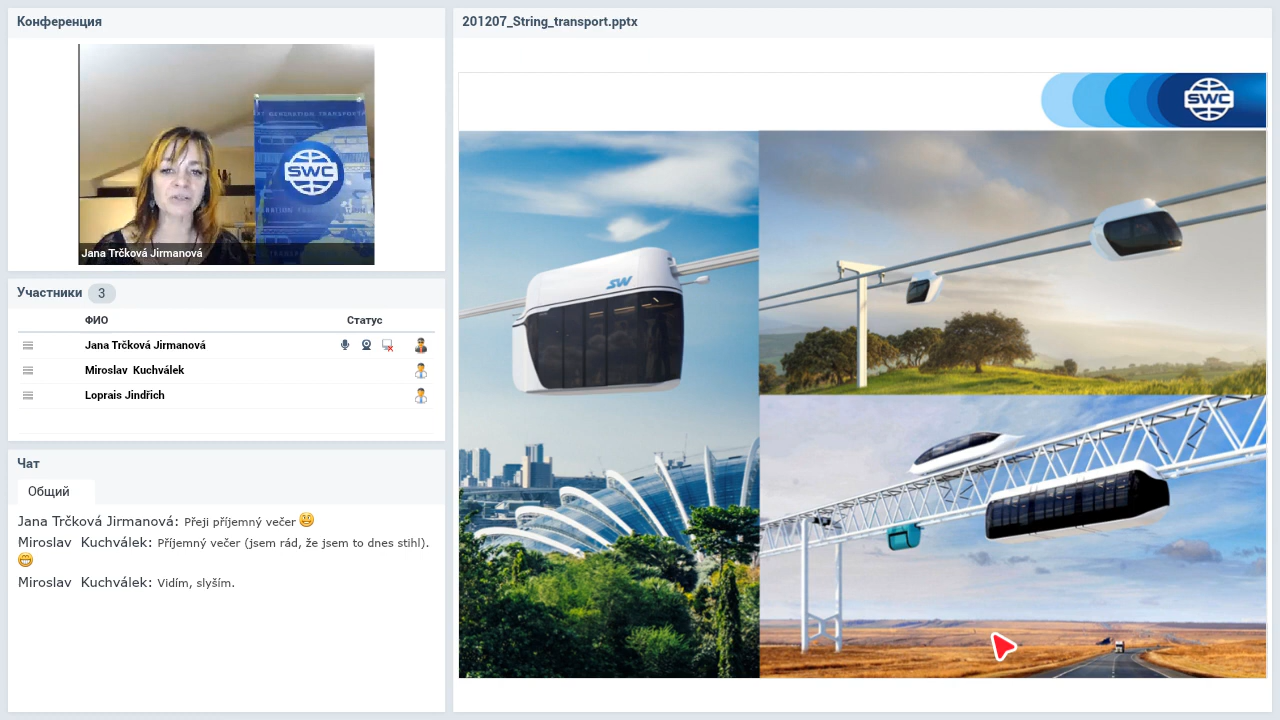 Конференция
SWC
Jana Trčková Jirmanová
Участники 3
ФИО Статус
Jana Trčková Jirmanová
Miroslav Kuchválek
Loprais Jindřich
Чат
Общий
Jana Trčková Jirmanová: Přeji příjemný večer
Miroslav Kuchválek: Příjemný večer (jsem rád, že jsem to dnes stihl).
Miroslav Kuchválek: Vidím, slyším.
201207_String_transport.pptx
SWC
SW